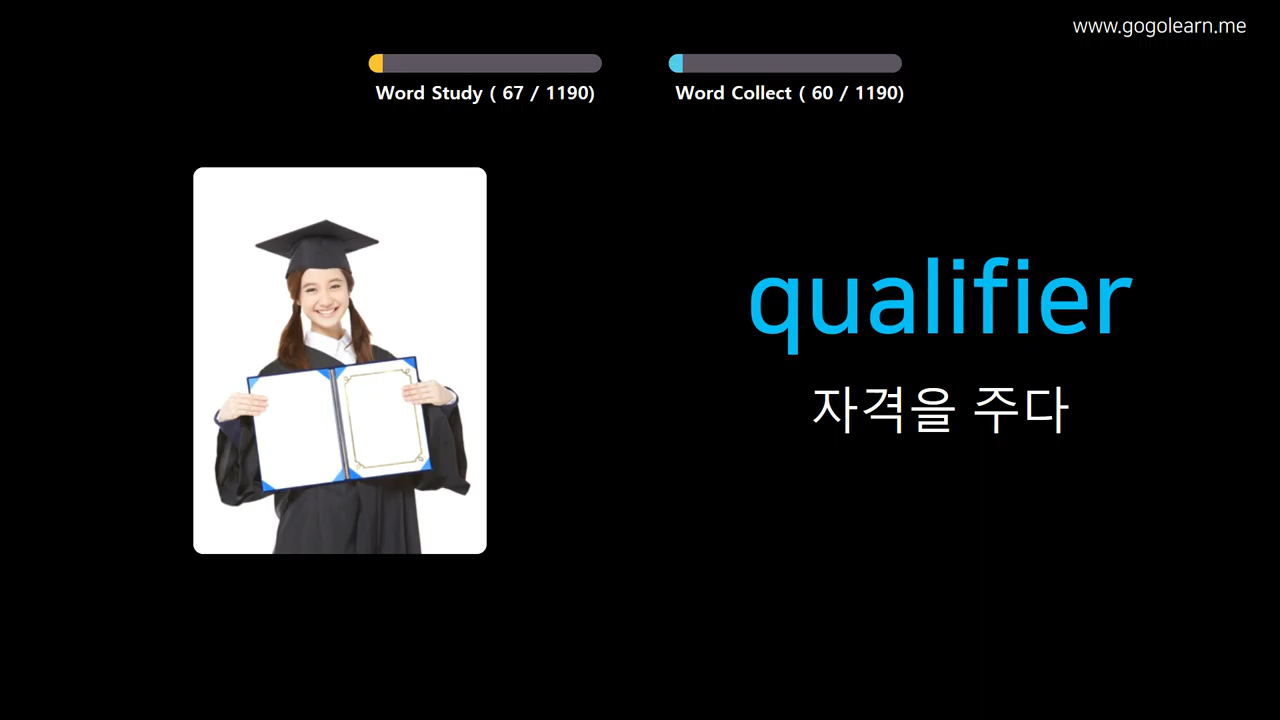 www.gogolearn.me
Word Study ( 67 / 1190)
Word Collect ( 60 / 1190)
qualifier
자격을 주다